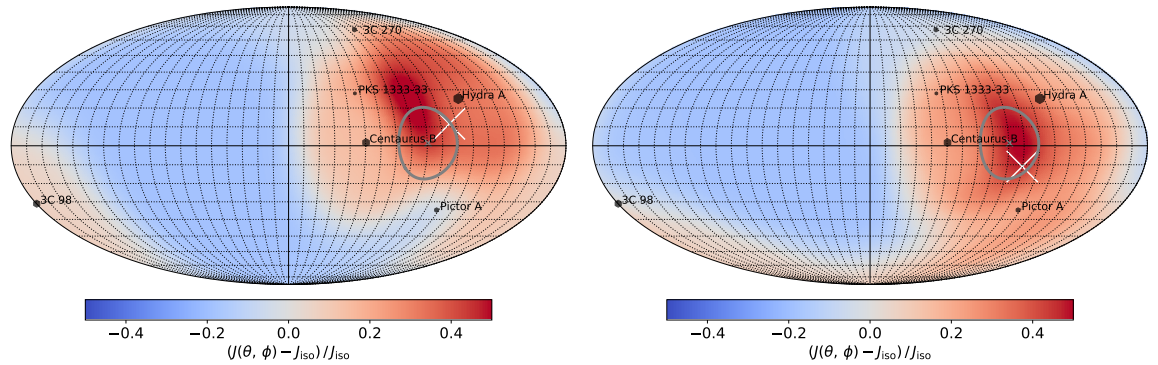 3C 270
PKS 1333-33
Hydra A
Centaurus B
3C 98
Pictor A
−0.4 −0.2 0.0 0.2 0.4
(J(θ, ϕ) − J_iso)/J_iso
3C 270
PKS 1333-33
Hydra A
Centaurus B
3C 98
Pictor A
−0.4 −0.2 0.0 0.2 0.4
(J(θ, ϕ) − J_iso)/J_iso